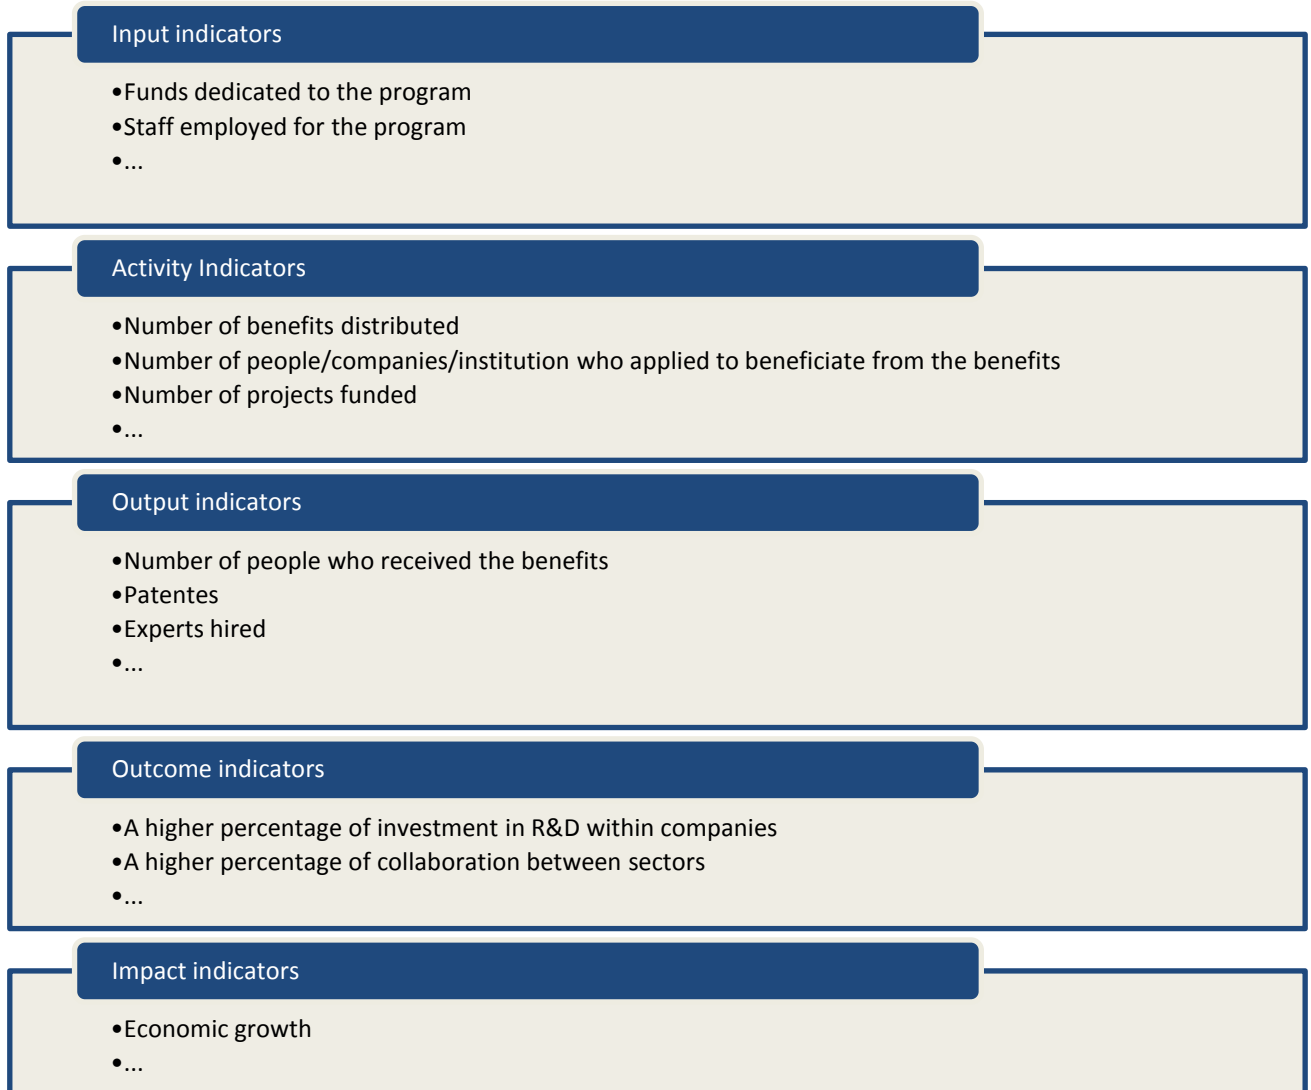 Input indicators
•Funds dedicated to the program
•Staff employed for the program
•...
Activity Indicators
•Number of benefits distributed
•Number of people/companies/institution who applied to beneficiate from the benefits
•Number of projects funded
•...
Output indicators
•Number of people who received the benefits
•Patentes
•Experts hired
•...
Outcome indicators
•A higher percentage of investment in R&D within companies
•A higher percentage of collaboration between sectors
•...
Impact indicators
•Economic growth
•...